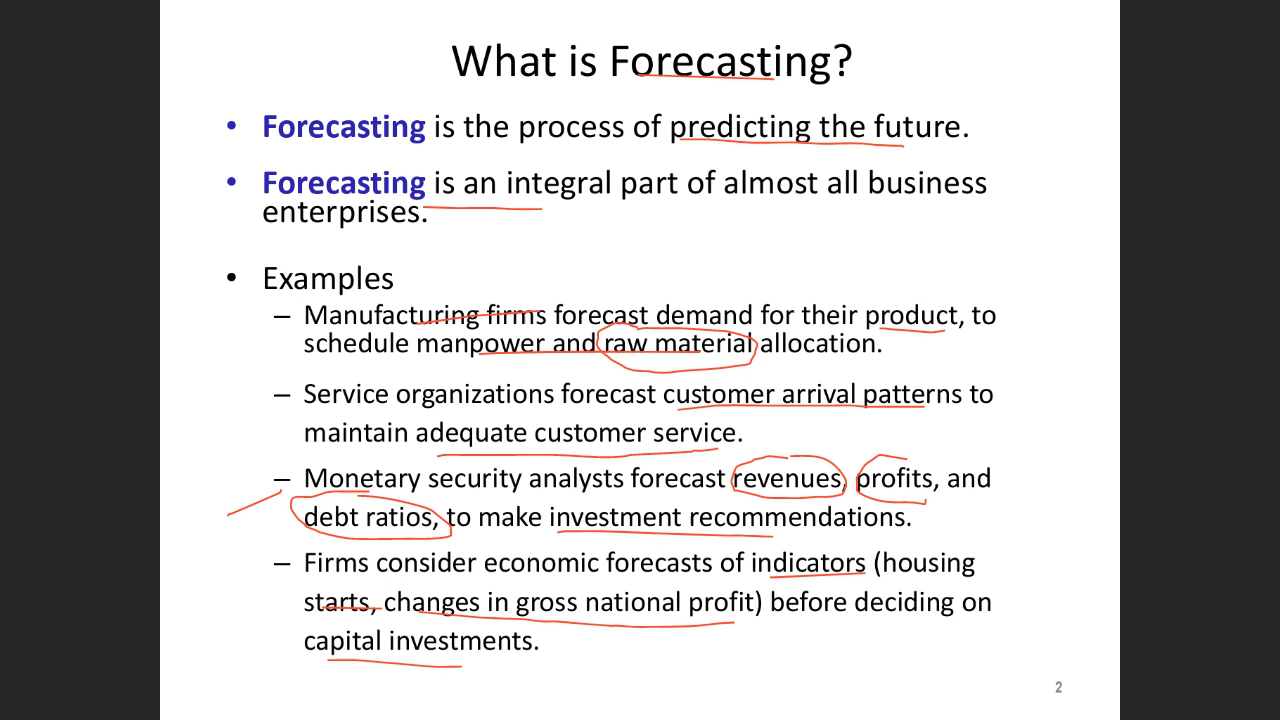 What is Forecasting?
• Forecasting is the process of predicting the future.
• Forecasting is an integral part of almost all business
enterprises.
• Examples
– Manufacturing firms forecast demand for their product, to
schedule manpower and raw material allocation.
– Service organizations forecast customer arrival patterns to
maintain adequate customer service.
– Monetary security analysts forecast revenues, profits, and
debt ratios, to make investment recommendations.
– Firms consider economic forecasts of indicators (housing
starts, changes in gross national profit) before deciding on
capital investments.
2